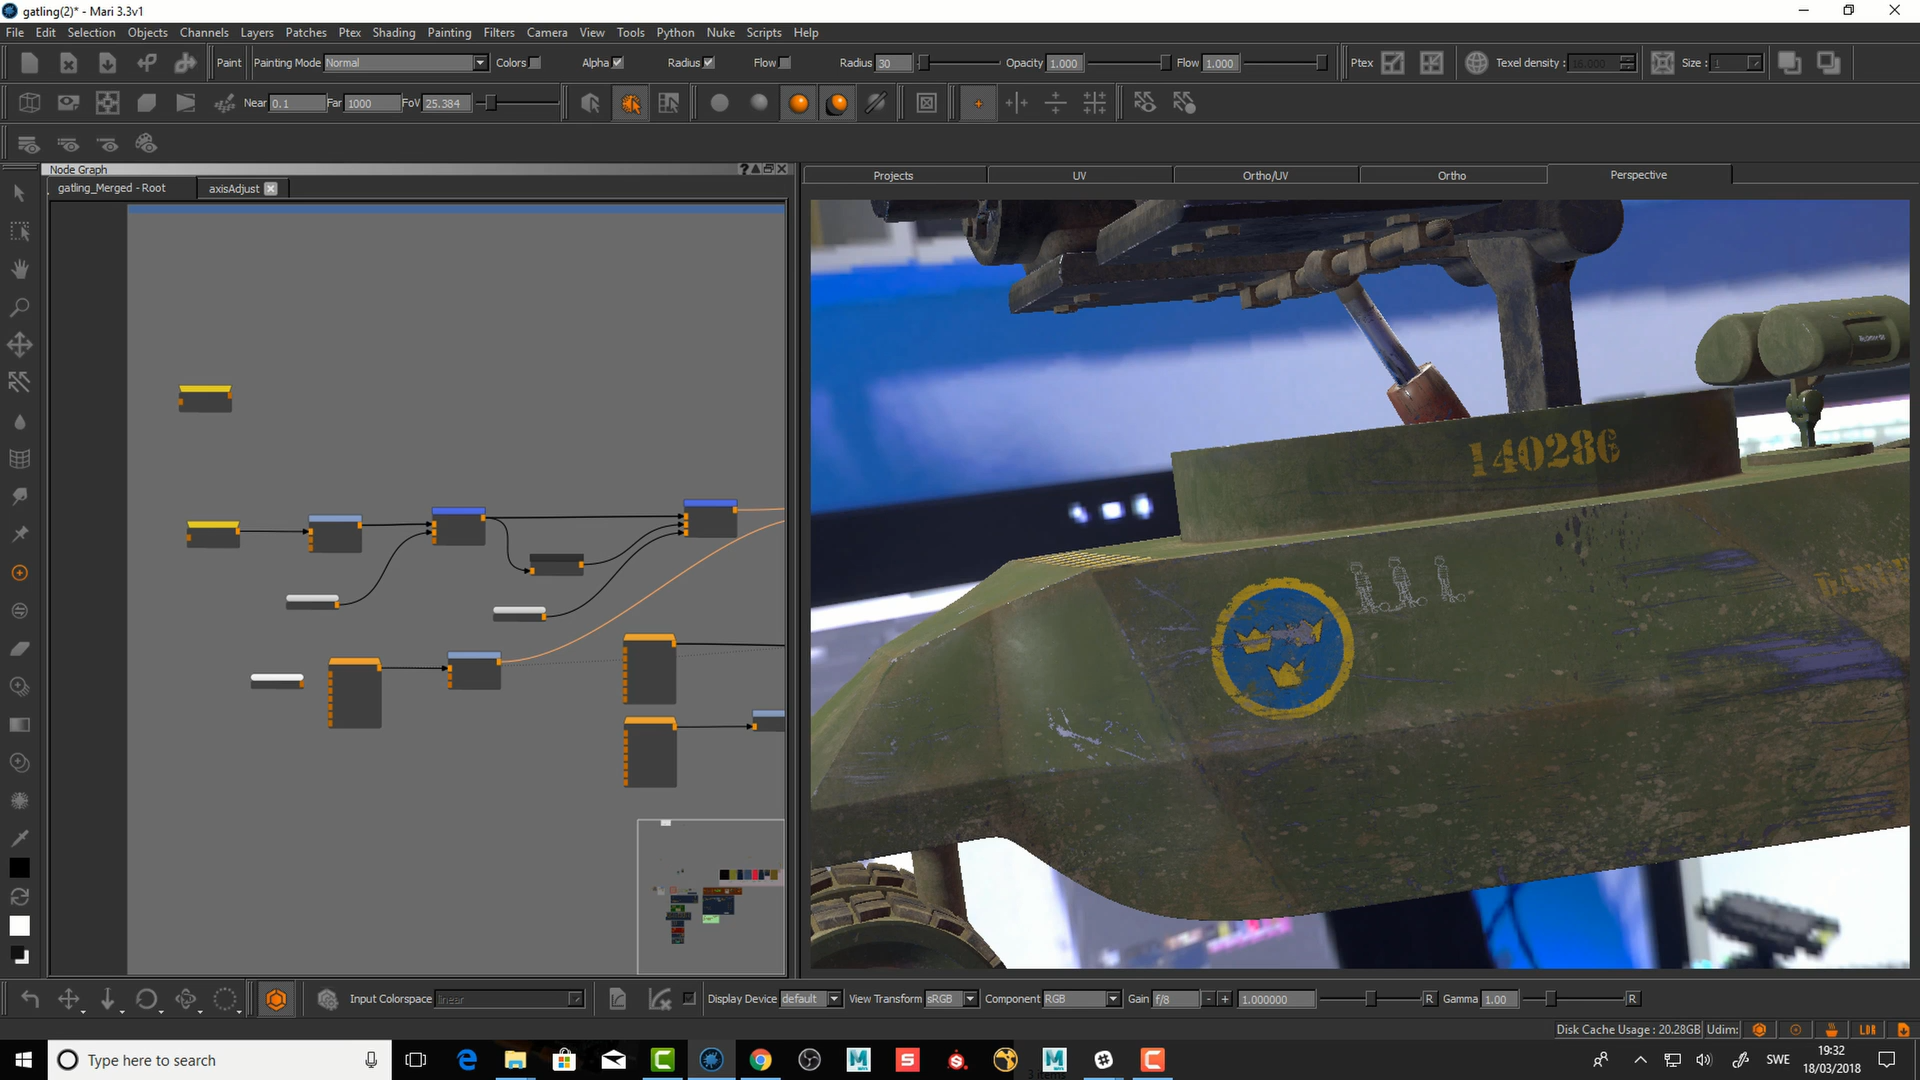 gatling(2)* - Mari 3.3v1
File Edit Selection Objects Channels Layers Patches Ptex Shading Painting Filters Camera View Tools Python Nuke Scripts Help
Paint Painting Mode Normal Colors Alpha Radius Flow Radius 30 Opacity 1.000 Flow 1.000 Ptex Texel density : Size : 1
Near 0.1 Far 1000 FoV 25.384
Node Graph
gatling_Merged - Root axisAdjust
Projects UV Ortho/UV Ortho Perspective
140286
Input Colorspace linear Display Device default View Transform sRGB Component RGB Gain f/8 - + 1.000000 R Gamma 1.00 R
Disk Cache Usage : 20.28GB Udim: LDR
Type here to search
SWE
19:32
18/03/2018